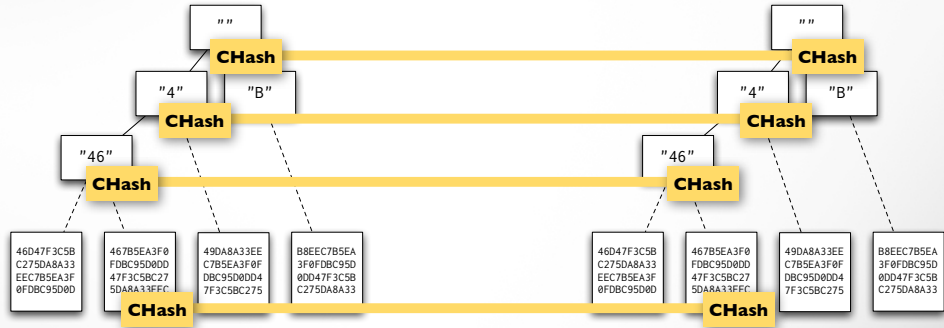 ""
""
CHash
CHash
"4"
"B"
"4"
"B"
CHash
CHash
"46"
"46"
CHash
CHash
46D47F3C5B
C275DA8A33
EEC7B5EA3F
0FDBC95D0D
467B5EA3F0
FDBC95D0DD
47F3C5BC27
5DA8A33EEC
49DA8A33EE
C7B5EA3F0F
DBC95D0DD4
7F3C5BC275
B8EEC7B5EA
3F0FDBC95D
0DD47F3C5B
C275DA8A33
46D47F3C5B
C275DA8A33
EEC7B5EA3F
0FDBC95D0D
467B5EA3F0
FDBC95D0DD
47F3C5BC27
5DA8A33EEC
49DA8A33EE
C7B5EA3F0F
DBC95D0DD4
7F3C5BC275
B8EEC7B5EA
3F0FDBC95D
0DD47F3C5B
C275DA8A33
CHash
CHash